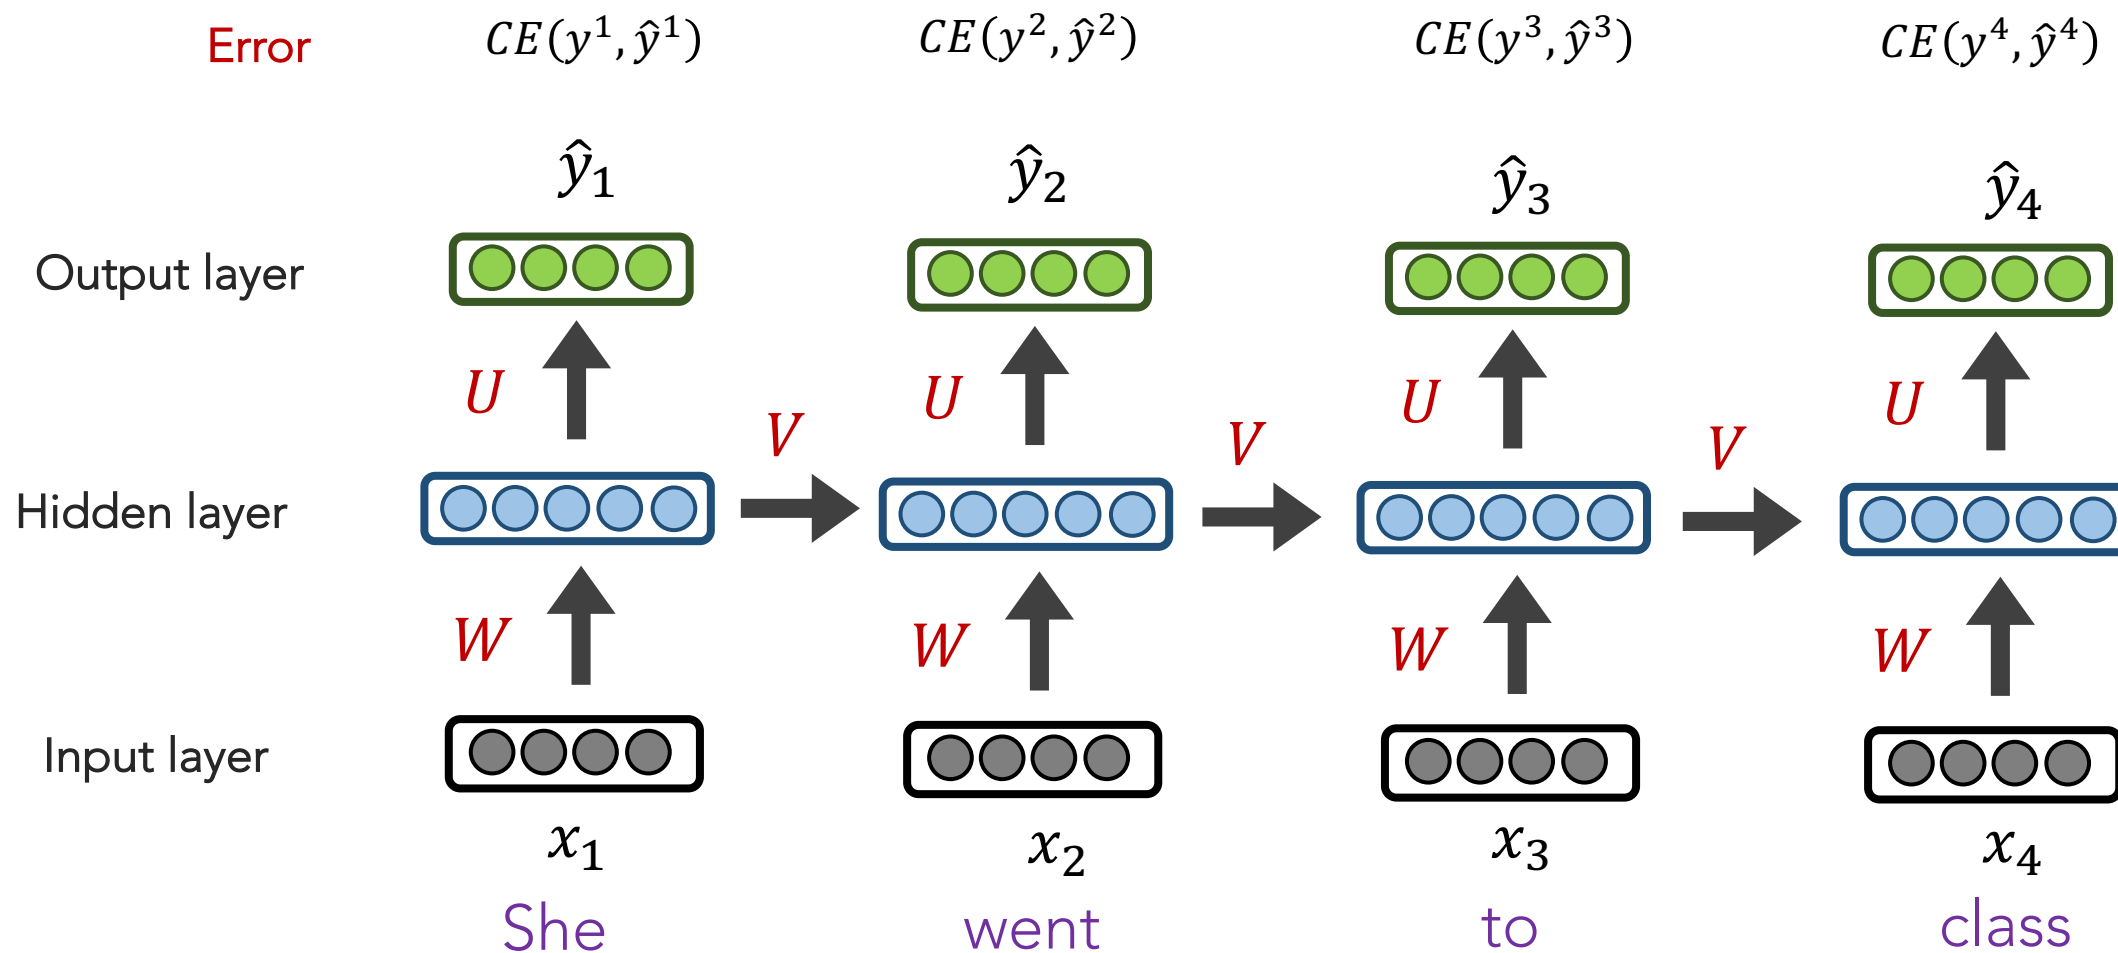 Error CE(y¹, ŷ¹) CE(y², ŷ²) CE(y³, ŷ³) CE(y⁴, ŷ⁴)
ŷ₁ ŷ₂ ŷ₃ ŷ₄
Output layer
U U U U
V V V
Hidden layer
W W W W
Input layer
x₁ x₂ x₃ x₄
She went to class